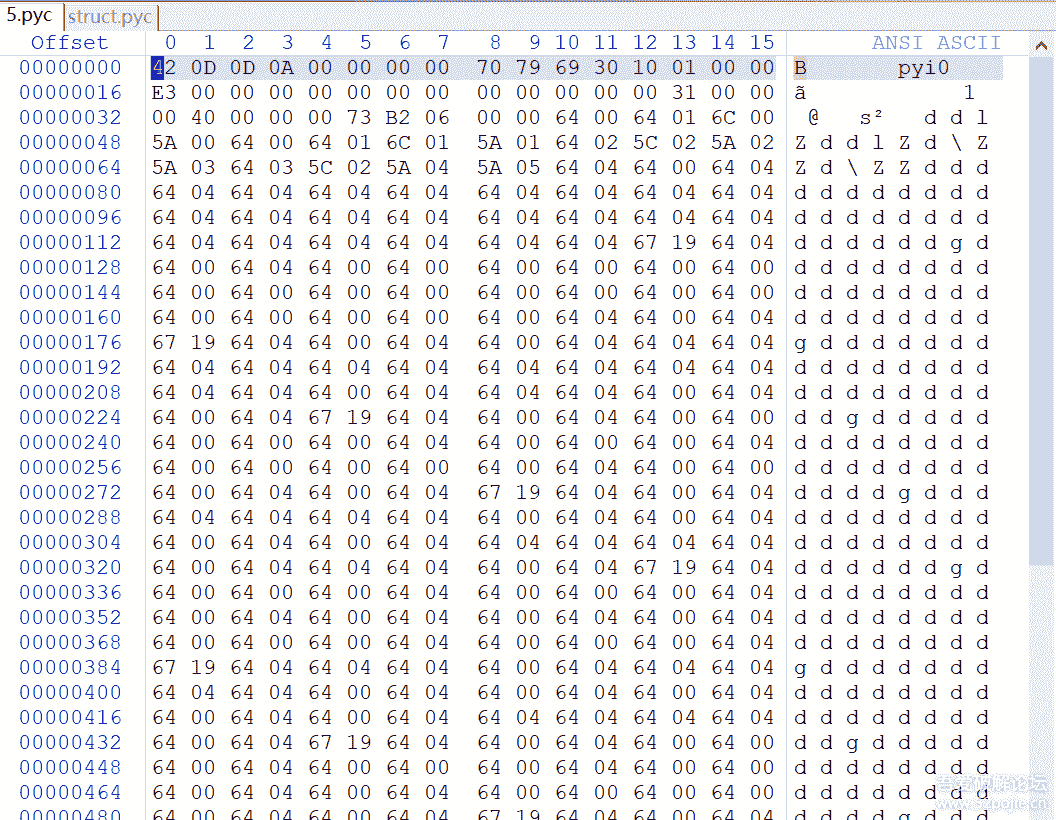 5.pyc struct.pyc
Offset 0 1 2 3 4 5 6 7 8 9 10 11 12 13 14 15 ANSI ASCII
00000000 42 0D 0D 0A 00 00 00 00 70 79 69 30 10 01 00 00 B pyi0
00000016 E3 00 00 00 00 00 00 00 00 00 00 00 00 31 00 00 ã 1
00000032 00 40 00 00 00 73 B2 06 00 00 64 00 64 01 6C 00 @ s² d d l
00000048 5A 00 64 00 64 01 6C 01 5A 01 64 02 5C 02 5A 02 Z d d l Z d \ Z
00000064 5A 03 64 03 5C 02 5A 04 5A 05 64 04 64 00 64 04 Z d \ Z Z d d d
00000080 64 04 64 04 64 04 64 04 64 04 64 04 64 04 64 04 d d d d d d d d
00000096 64 04 64 04 64 04 64 04 64 04 64 04 64 04 64 04 d d d d d d d d
00000112 64 04 64 04 64 04 64 04 64 04 64 04 67 19 64 04 d d d d d d g d
00000128 64 00 64 04 64 00 64 00 64 00 64 00 64 00 64 00 d d d d d d d d
00000144 64 00 64 00 64 00 64 00 64 00 64 00 64 00 64 00 d d d d d d d d
00000160 64 00 64 00 64 00 64 00 64 00 64 04 64 00 64 04 d d d d d d d d
00000176 67 19 64 04 64 00 64 04 64 00 64 04 64 04 64 04 g d d d d d d d
00000192 64 04 64 04 64 04 64 04 64 04 64 04 64 04 64 04 d d d d d d d d
00000208 64 04 64 04 64 00 64 04 64 04 64 04 64 00 64 04 d d d d d d d d
00000224 64 00 64 04 67 19 64 04 64 00 64 04 64 00 64 00 d d g d d d d d
00000240 64 00 64 00 64 00 64 04 64 00 64 00 64 00 64 04 d d d d d d d d
00000256 64 00 64 00 64 00 64 00 64 00 64 04 64 00 64 00 d d d d d d d d
00000272 64 00 64 04 64 00 64 04 67 19 64 04 64 00 64 04 d d d d g d d d
00000288 64 04 64 04 64 04 64 04 64 00 64 04 64 00 64 04 d d d d d d d d
00000304 64 00 64 04 64 00 64 04 64 04 64 04 64 04 64 04 d d d d d d d d
00000320 64 00 64 04 64 04 64 04 64 00 64 04 67 19 64 04 d d d d d d g d
00000336 64 00 64 04 64 00 64 04 64 00 64 00 64 00 64 04 d d d d d d d d
00000352 64 00 64 04 64 00 64 04 64 00 64 04 64 00 64 04 d d d d d d d d
00000368 64 00 64 00 64 00 64 04 64 00 64 00 64 00 64 04 d d d d d d d d
00000384 67 19 64 04 64 04 64 04 64 00 64 04 64 04 64 04 g d d d d d d d
00000400 64 04 64 04 64 00 64 04 64 00 64 04 64 00 64 04 d d d d d d d d
00000416 64 00 64 04 64 00 64 04 64 04 64 04 64 04 64 04 d d d d d d d d
00000432 64 00 64 04 67 19 64 04 64 00 64 04 64 00 64 00 d d g d d d d d
00000448 64 00 64 04 64 00 64 00 64 00 64 04 64 00 64 04 d d d d d d d d
00000464 64 00 64 04 64 00 64 04 64 00 64 00 64 00 64 04 d d d d d d d d
00000480 64 00 64 04 64 00 64 04 67 19 64 04 64 00 64 04 d d d d g d d d
吾爱破解论坛
www.52pojie.cn